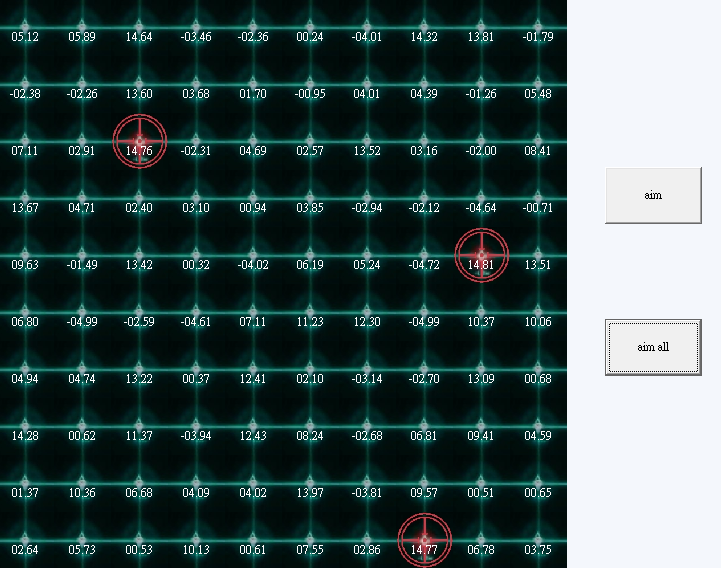 05.12 05.89 14.64 -03.46 -02.36 00.24 -04.01 14.32 13.81 -01.79
-02.38 -02.26 13.60 03.68 01.70 -00.95 04.01 04.39 -01.26 05.48
07.11 02.91 14.76 -02.31 04.69 02.57 13.52 03.16 -02.00 08.41
aim
13.67 04.71 02.40 03.10 00.94 03.85 -02.94 -02.12 -04.64 -00.71
09.63 -01.49 13.42 00.32 -04.02 06.19 05.24 -04.72 14.81 13.51
06.80 -04.99 -02.59 -04.61 07.11 11.23 12.30 -04.99 10.37 10.06
aim all
04.94 04.74 13.22 00.37 12.41 02.10 -03.14 -02.70 13.09 00.68
14.28 00.62 11.37 -03.94 12.43 08.24 -02.68 06.81 09.41 04.59
01.37 10.36 06.68 04.09 04.02 13.97 -03.81 09.57 00.51 00.65
02.64 05.73 00.53 10.13 00.61 07.55 02.86 14.77 06.78 03.75